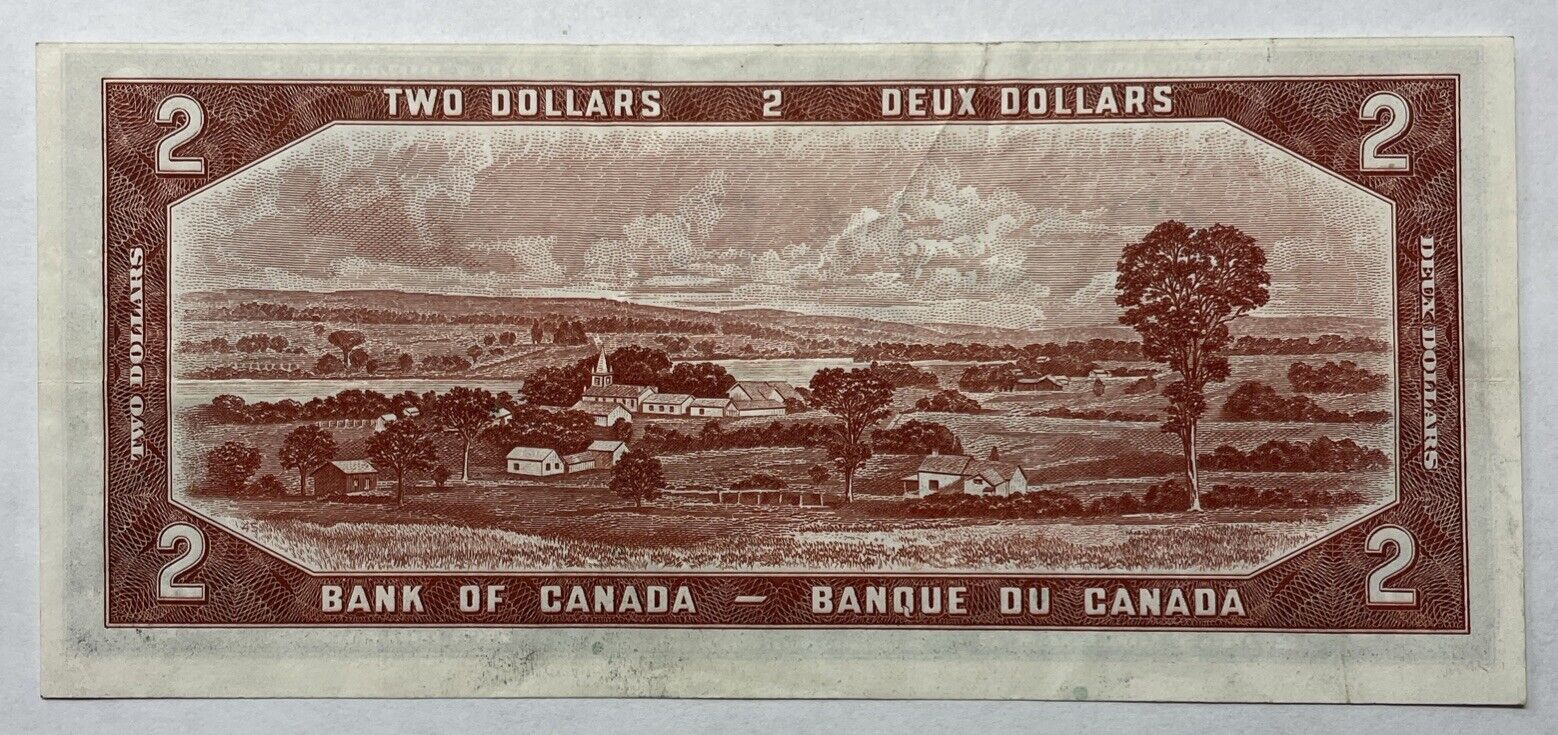 2 TWO DOLLARS 2 DEUX DOLLARS 2
TWO DOLLARS
DEUX DOLLARS
2 BANK OF CANADA – BANQUE DU CANADA 2